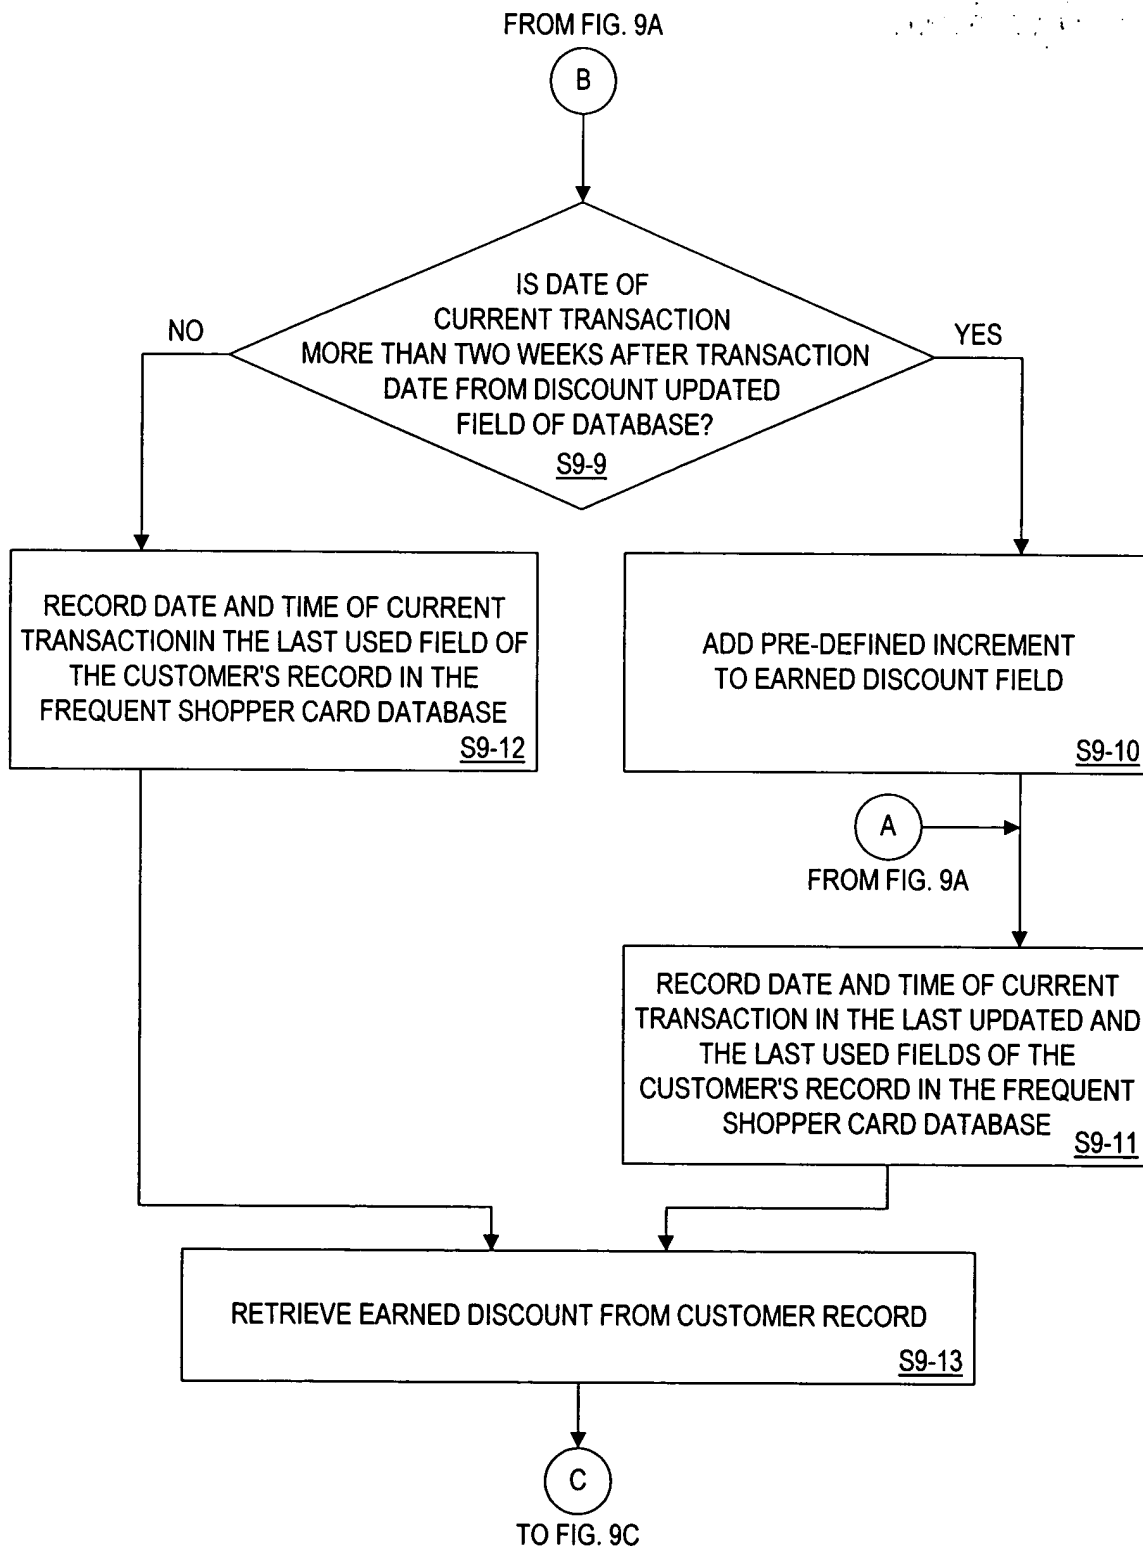 FROM FIG. 9A
B
IS DATE OF
CURRENT TRANSACTION
MORE THAN TWO WEEKS AFTER TRANSACTION
DATE FROM DISCOUNT UPDATED
FIELD OF DATABASE?
S9-9
NO
YES
RECORD DATE AND TIME OF CURRENT
TRANSACTIONIN THE LAST USED FIELD OF
THE CUSTOMER'S RECORD IN THE
FREQUENT SHOPPER CARD DATABASE
S9-12
ADD PRE-DEFINED INCREMENT
TO EARNED DISCOUNT FIELD
S9-10
A
FROM FIG. 9A
RECORD DATE AND TIME OF CURRENT
TRANSACTION IN THE LAST UPDATED AND
THE LAST USED FIELDS OF THE
CUSTOMER'S RECORD IN THE FREQUENT
SHOPPER CARD DATABASE
S9-11
RETRIEVE EARNED DISCOUNT FROM CUSTOMER RECORD
S9-13
C
TO FIG. 9C